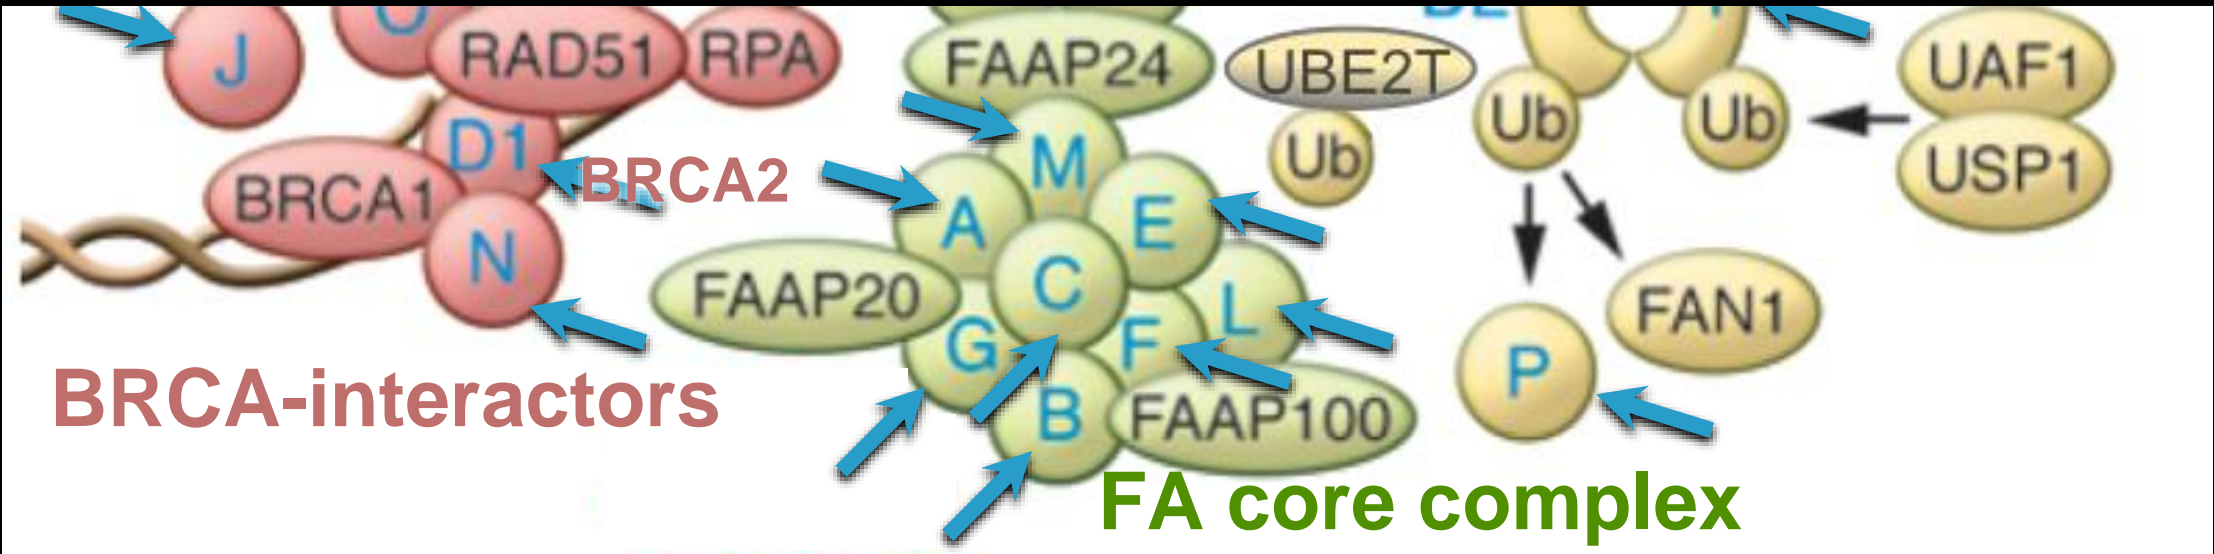 J
RAD51
RPA
D1
BRCA2
BRCA1
N
BRCA-interactors
FAAP24
M
A
E
C
FAAP20
G
F
L
B
FAAP100
FA core complex
UBE2T
Ub
Ub
Ub
UAF1
USP1
P
FAN1